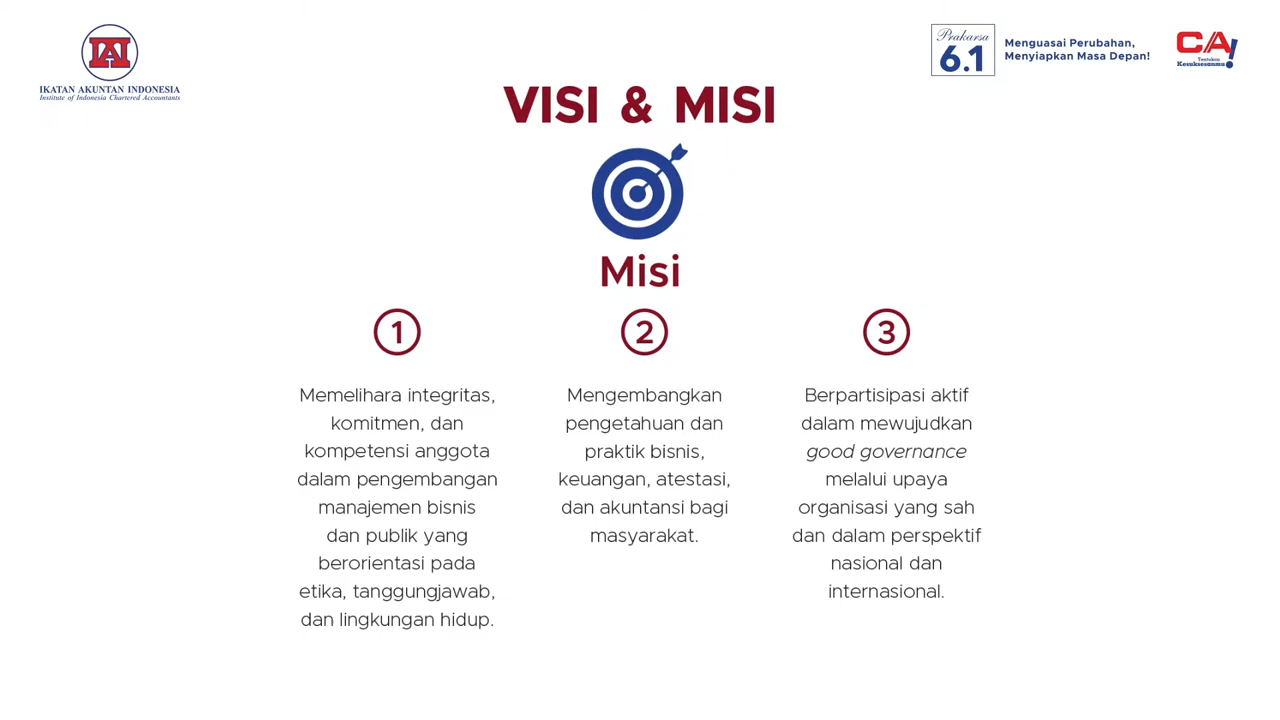 IAI
IKATAN AKUNTAN INDONESIA
Institute of Indonesia Chartered Accountants
Prakarsa
6.1
Menguasai Perubahan,
Menyiapkan Masa Depan!
CA!
Tentukan
Kesuksesanmu
VISI & MISI
Misi
1
Memelihara integritas,
komitmen, dan
kompetensi anggota
dalam pengembangan
manajemen bisnis
dan publik yang
berorientasi pada
etika, tanggungjawab,
dan lingkungan hidup.
2
Mengembangkan
pengetahuan dan
praktik bisnis,
keuangan, atestasi,
dan akuntansi bagi
masyarakat.
3
Berpartisipasi aktif
dalam mewujudkan
good governance
melalui upaya
organisasi yang sah
dan dalam perspektif
nasional dan
internasional.